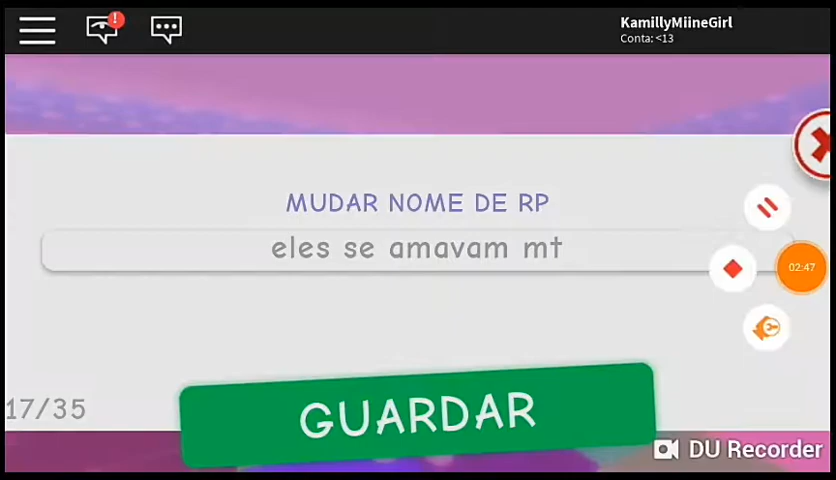 KamillyMiineGirl
Conta: <13
MUDAR NOME DE RP
eles se amavam mt
02:47
17/35
GUARDAR
DU Recorder